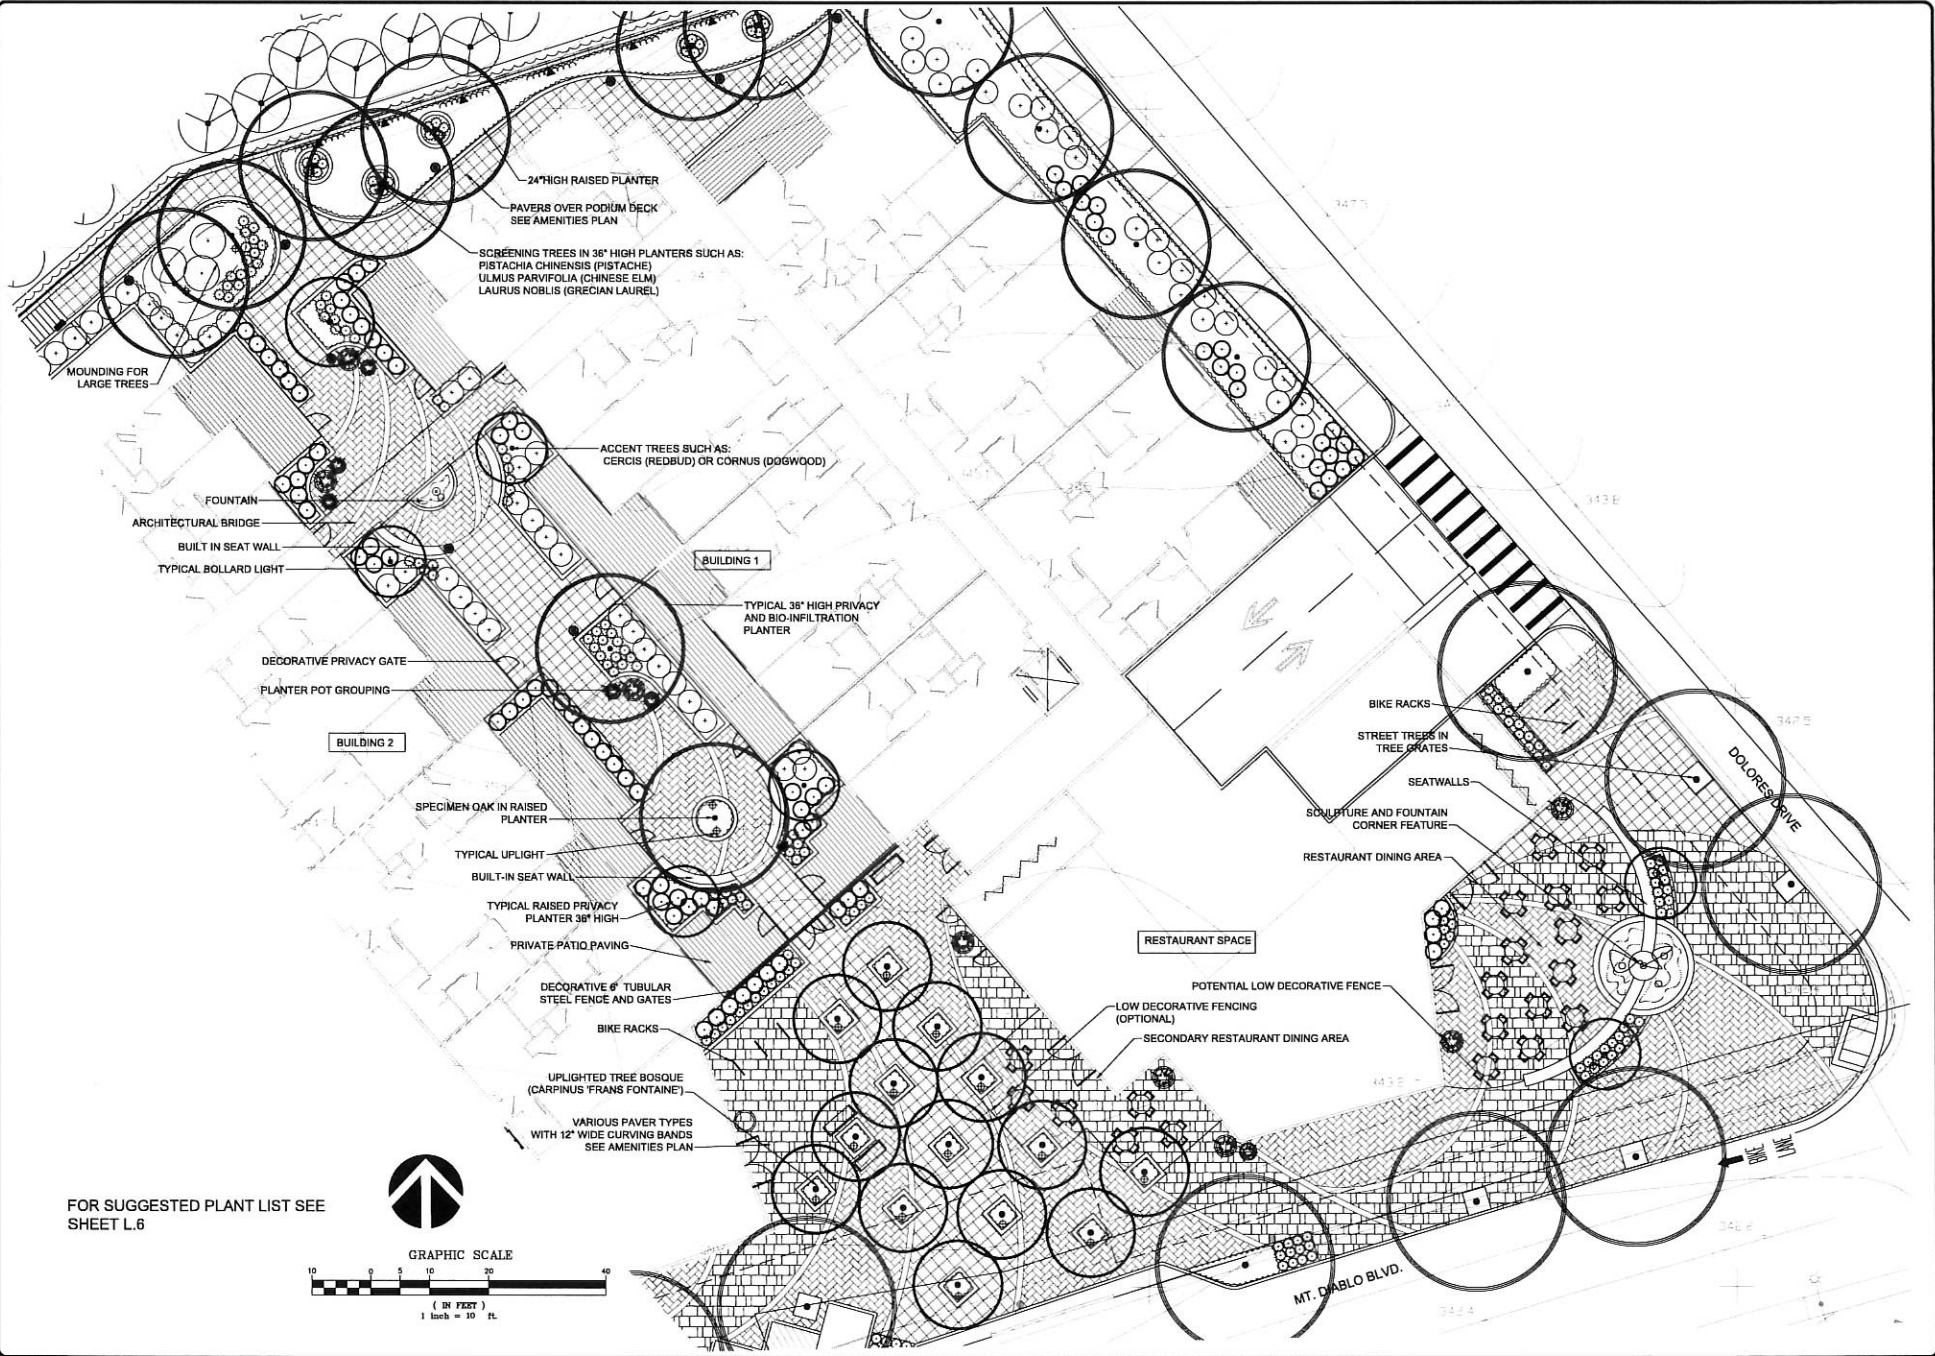 24"HIGH RAISED PLANTER
PAVERS OVER PODIUM DECK
SEE AMENITIES PLAN
SCREENING TREES IN 36" HIGH PLANTERS SUCH AS:
PISTACHIA CHINENSIS (PISTACHE)
ULMUS PARVIFOLIA (CHINESE ELM)
LAURUS NOBLIS (GRECIAN LAUREL)
MOUNDING FOR
LARGE TREES
ACCENT TREES SUCH AS:
CERCIS (REDBUD) OR CORNUS (DOGWOOD)
FOUNTAIN
ARCHITECTURAL BRIDGE
BUILT IN SEAT WALL
TYPICAL BOLLARD LIGHT
BUILDING 1
TYPICAL 36" HIGH PRIVACY
AND BIO-INFILTRATION
PLANTER
DECORATIVE PRIVACY GATE
PLANTER POT GROUPING
BUILDING 2
SPECIMEN OAK IN RAISED
PLANTER
TYPICAL UPLIGHT
BUILT-IN SEAT WALL
TYPICAL RAISED PRIVACY
PLANTER 36" HIGH
PRIVATE PATIO PAVING
DECORATIVE 6' TUBULAR
STEEL FENCE AND GATES
BIKE RACKS
UPLIGHTED TREE BOSQUE
(CARPINUS 'FRANS FONTAINE')
VARIOUS PAVER TYPES
WITH 12" WIDE CURVING BANDS
SEE AMENITIES PLAN
BIKE RACKS
STREET TREES IN
TREE GRATES
SEATWALLS
SCULPTURE AND FOUNTAIN
CORNER FEATURE
RESTAURANT DINING AREA
RESTAURANT SPACE
POTENTIAL LOW DECORATIVE FENCE
LOW DECORATIVE FENCING
(OPTIONAL)
SECONDARY RESTAURANT DINING AREA
DOLORES DRIVE
BIKE
LANE
MT. DIABLO BLVD.
FOR SUGGESTED PLANT LIST SEE
SHEET L.6
GRAPHIC SCALE
10 0 5 10 20 40
( IN FEET )
1 inch = 10 ft.